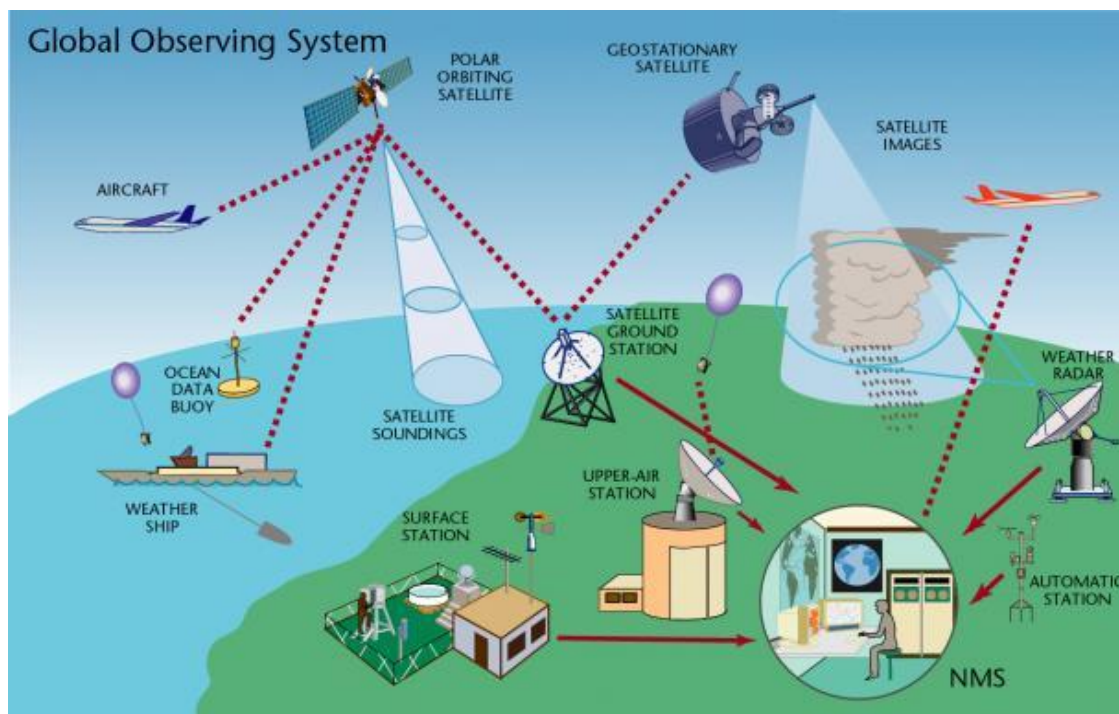 Global Observing System
POLAR
ORBITING
SATELLITE
GEOSTATIONARY
SATELLITE
SATELLITE
IMAGES
AIRCRAFT
SATELLITE
GROUND
STATION
WEATHER
RADAR
OCEAN
DATA
BUOY
SATELLITE
SOUNDINGS
UPPER-AIR
STATION
WEATHER
SHIP
SURFACE
STATION
AUTOMATIC
STATION
NMS